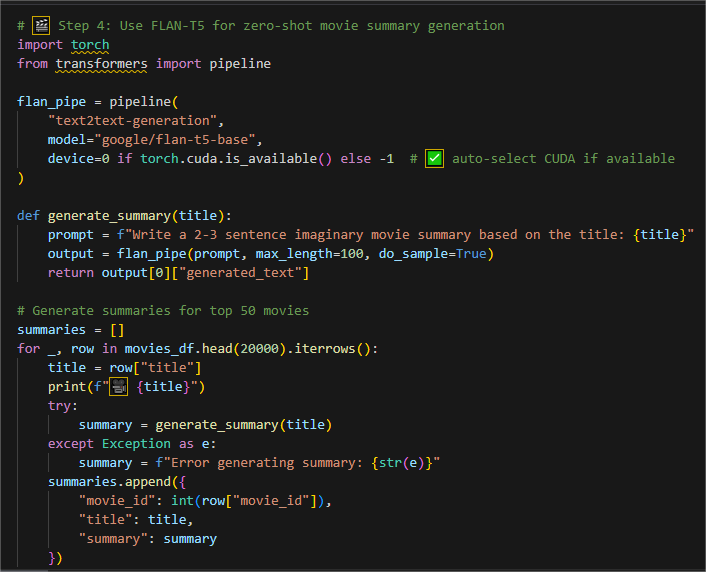 # 🎬 Step 4: Use FLAN-T5 for zero-shot movie summary generation
import torch
from transformers import pipeline

flan_pipe = pipeline(
    "text2text-generation",
    model="google/flan-t5-base",
    device=0 if torch.cuda.is_available() else -1  # ✅ auto-select CUDA if available
)

def generate_summary(title):
    prompt = f"Write a 2-3 sentence imaginary movie summary based on the title: {title}"
    output = flan_pipe(prompt, max_length=100, do_sample=True)
    return output[0]["generated_text"]

# Generate summaries for top 50 movies
summaries = []
for _, row in movies_df.head(20000).iterrows():
    title = row["title"]
    print(f"🎥 {title}")
    try:
        summary = generate_summary(title)
    except Exception as e:
        summary = f"Error generating summary: {str(e)}"
    summaries.append({
        "movie_id": int(row["movie_id"]),
        "title": title,
        "summary": summary
    })